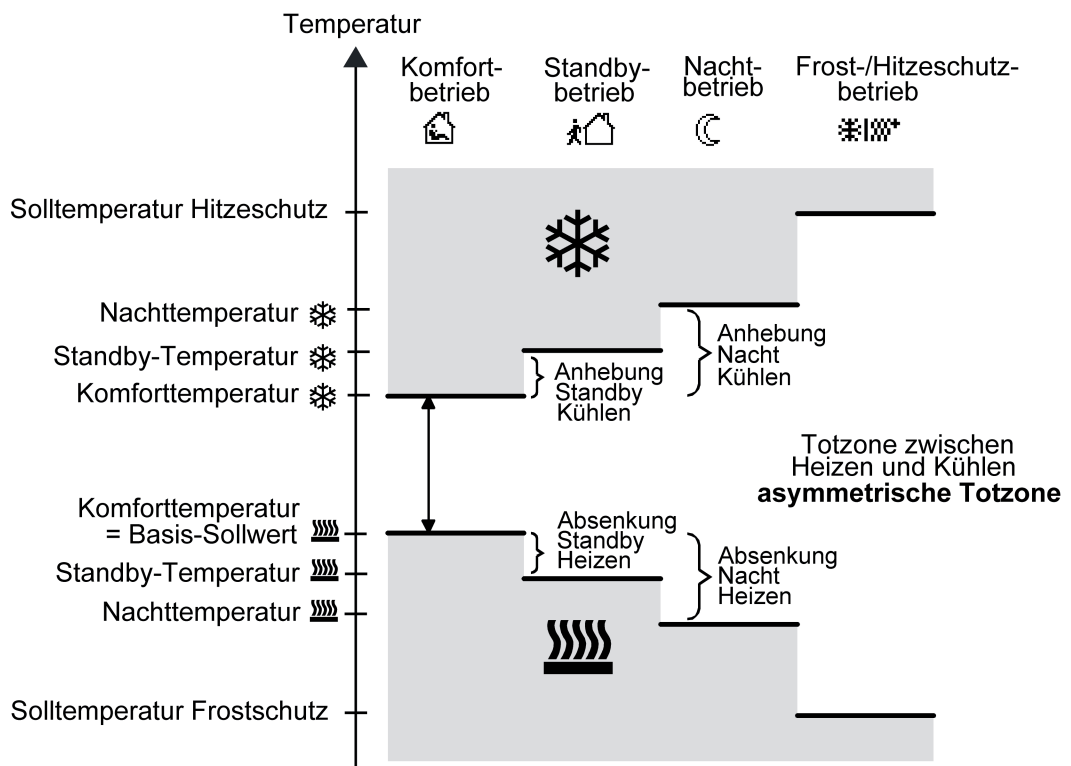 Temperatur
Komfort-
betrieb
Standby-
betrieb
Nacht-
betrieb
Frost-/Hitzeschutz-
betrieb
Solltemperatur Hitzeschutz
Nachttemperatur
Standby-Temperatur
Komforttemperatur
Anhebung
Standby
Kühlen
Anhebung
Nacht
Kühlen
Totzone zwischen
Heizen und Kühlen
asymmetrische Totzone
Komforttemperatur
= Basis-Sollwert
Standby-Temperatur
Nachttemperatur
Absenkung
Standby
Heizen
Absenkung
Nacht
Heizen
Solltemperatur Frostschutz